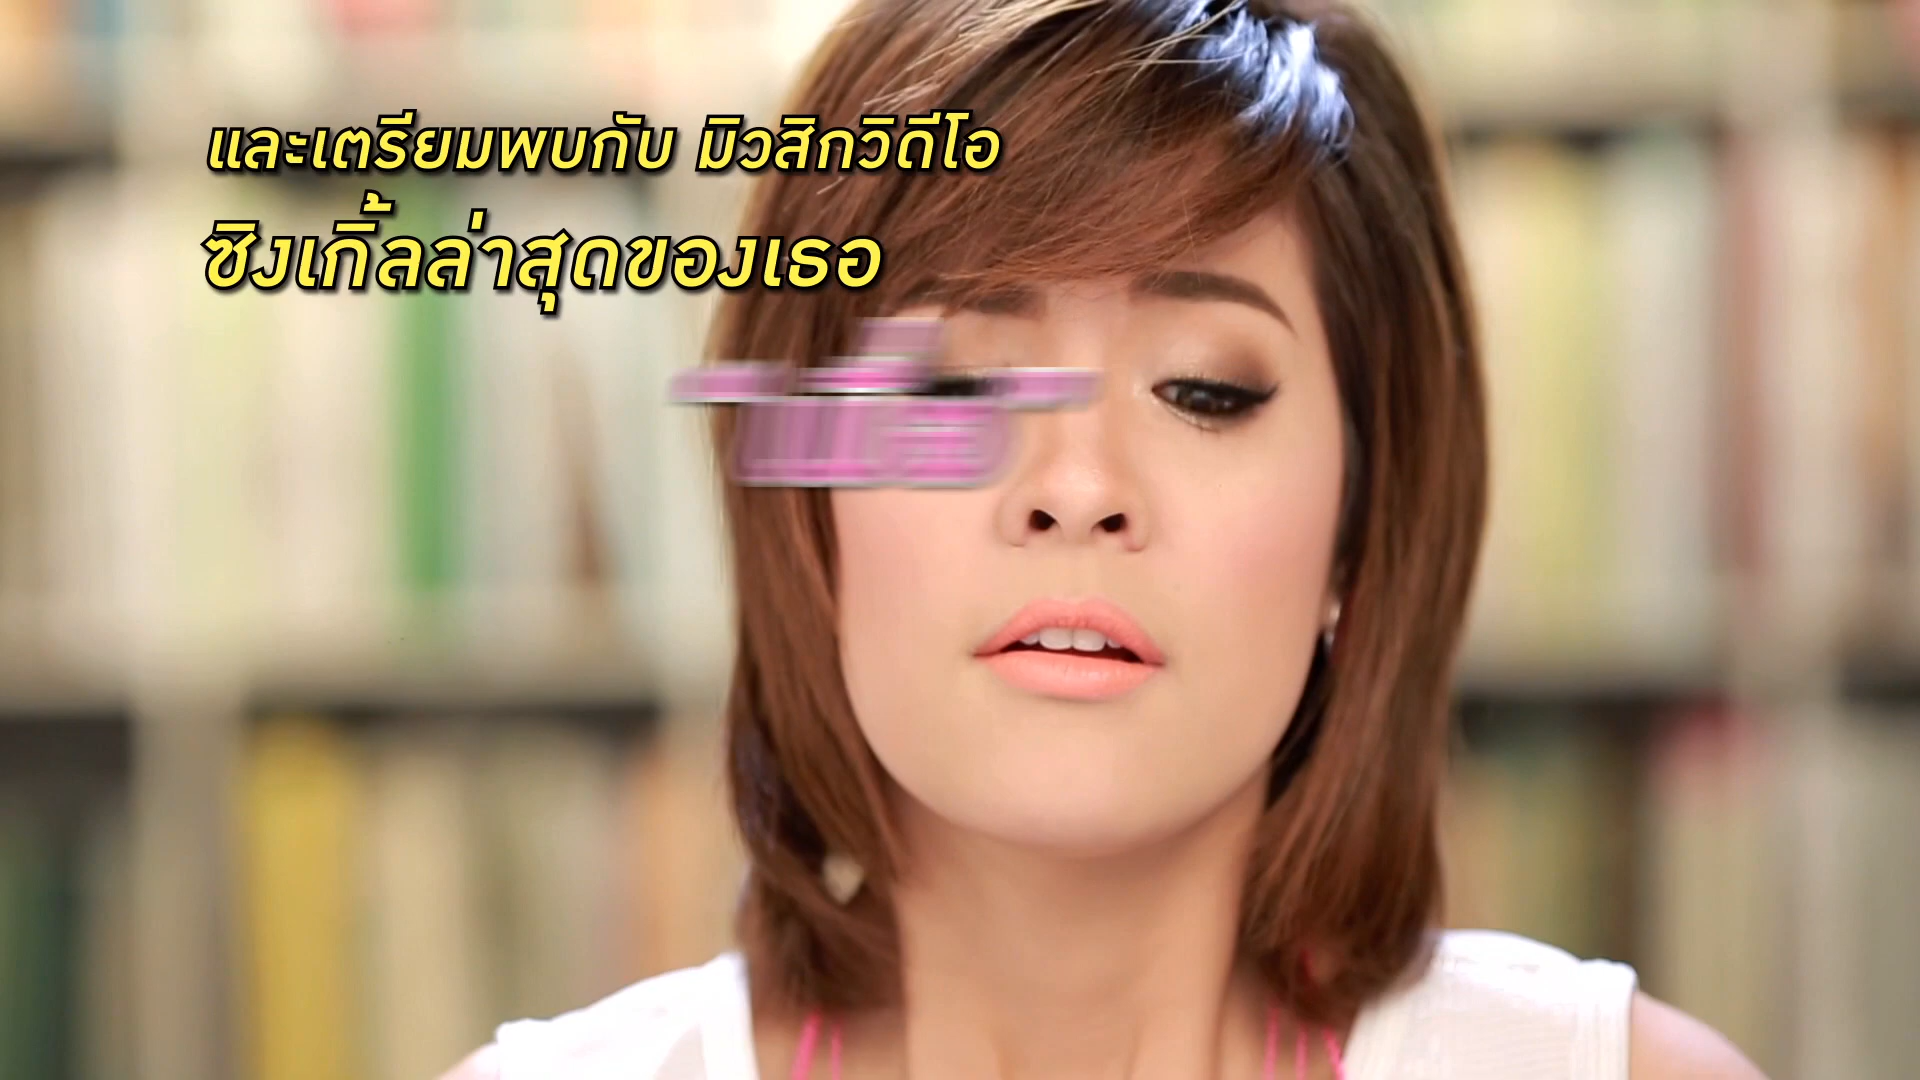 และเตรียมพบกับ มิวสิกวิดีโอ
ซิงเกิ้ลล่าสุดของเธอ